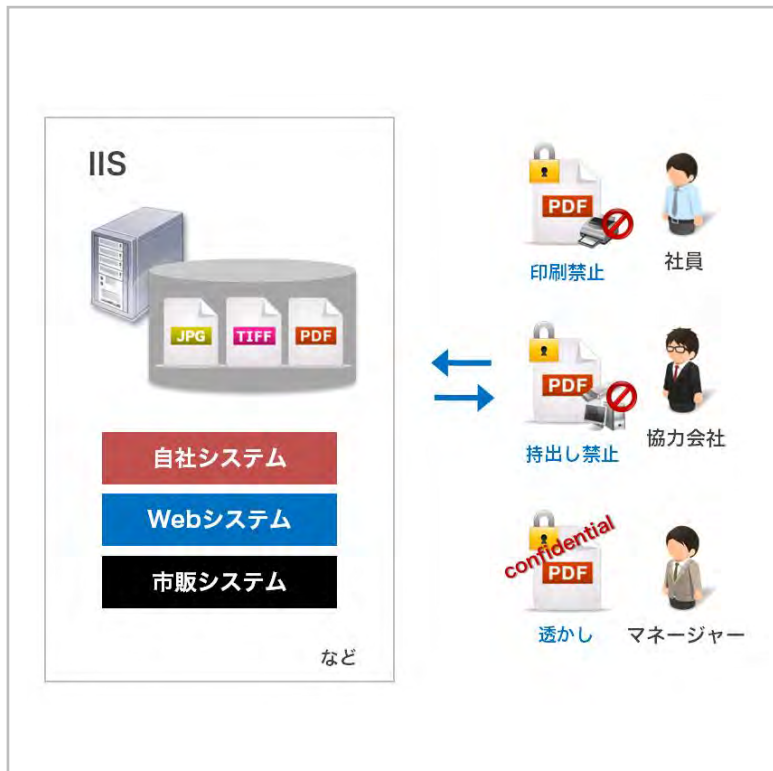 IIS
JPG
TIFF
PDF
自社システム
Webシステム
市販システム
など
PDF
印刷禁止
社員
PDF
持出し禁止
協力会社
confidential
PDF
透かし
マネージャー